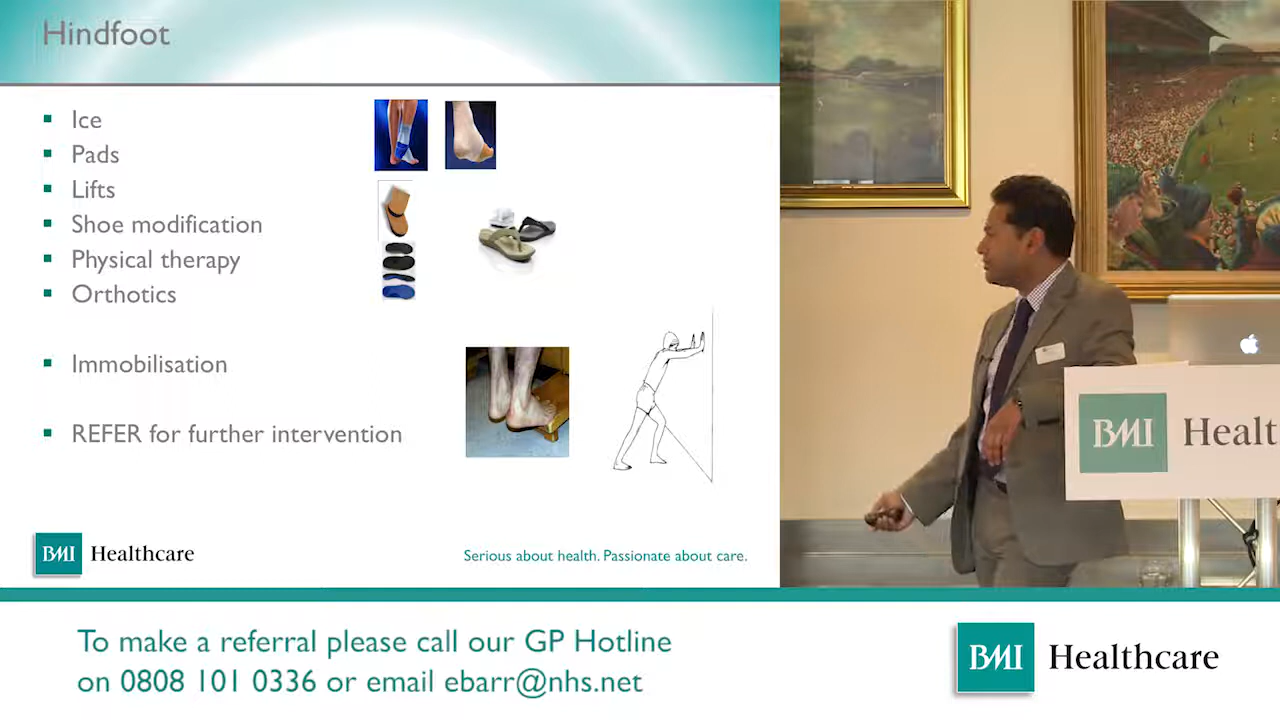 Hindfoot
Ice
Pads
Lifts
Shoe modification
Physical therapy
Orthotics
Immobilisation
REFER for further intervention
BMI Healthcare
Serious about health. Passionate about care.
BMI Healt
To make a referral please call our GP Hotline
on 0808 101 0336 or email ebarr@nhs.net
BMI Healthcare